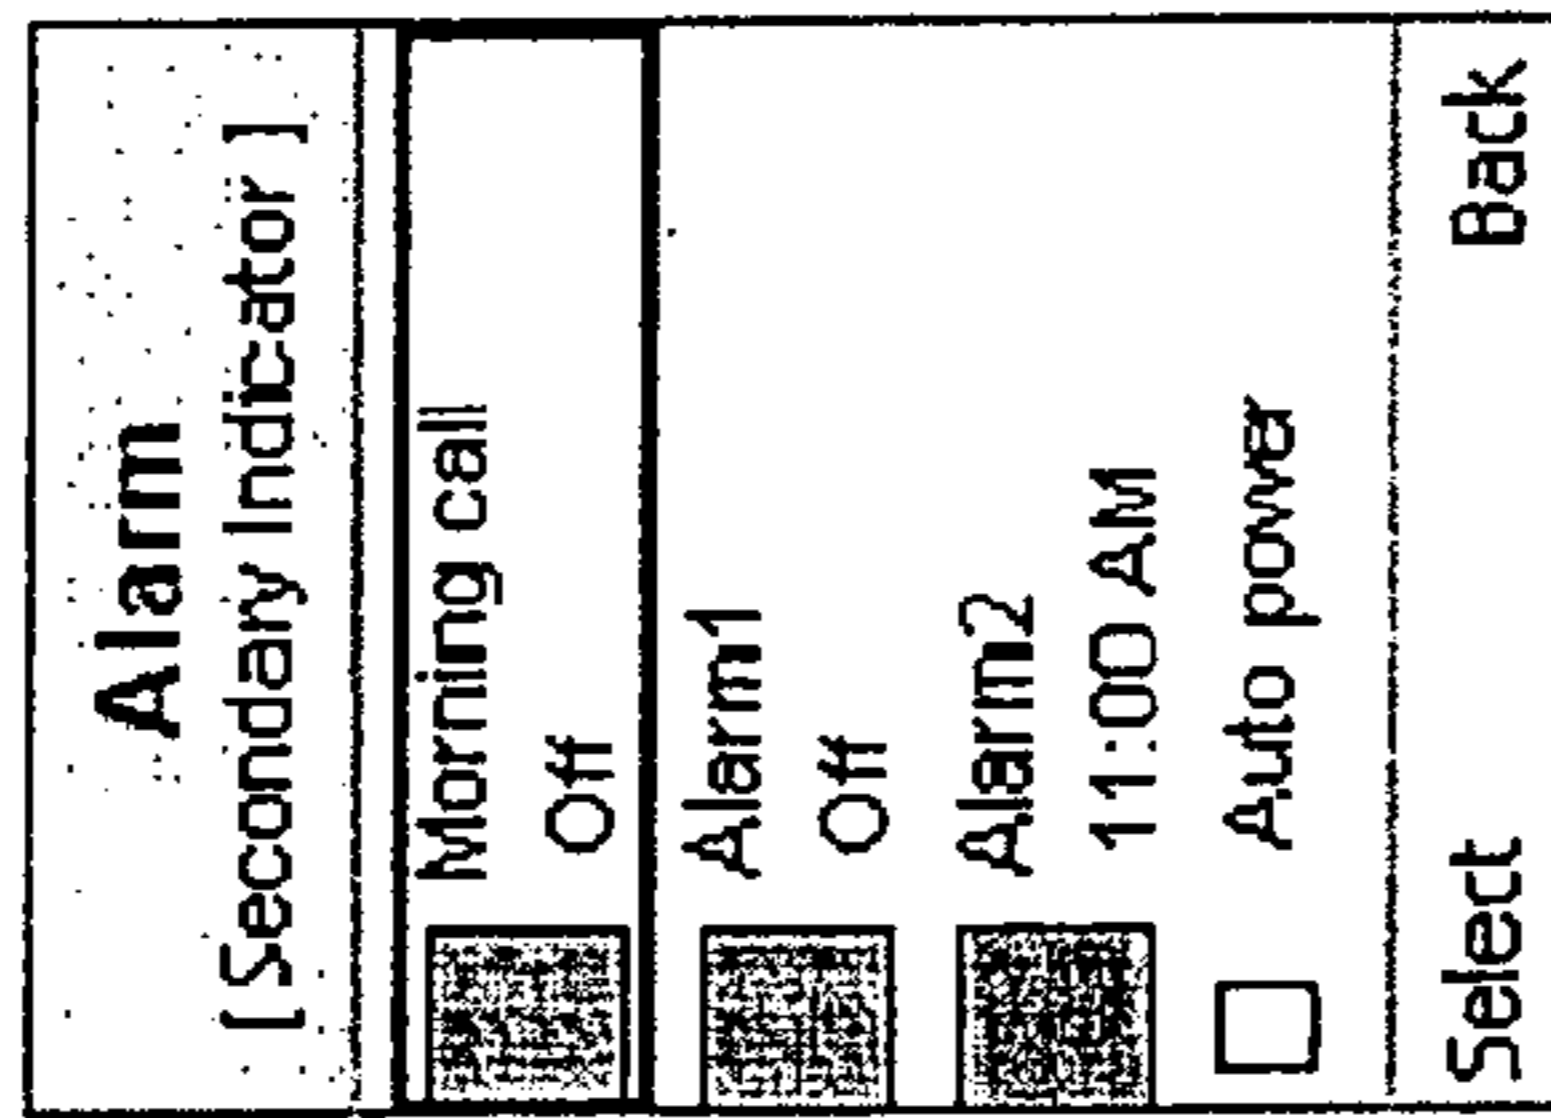 Alarm
[ Secondary Indicator ]
Morning call
Off
Alarm1
Off
Alarm2
11:00 AM
Auto power
Select Back